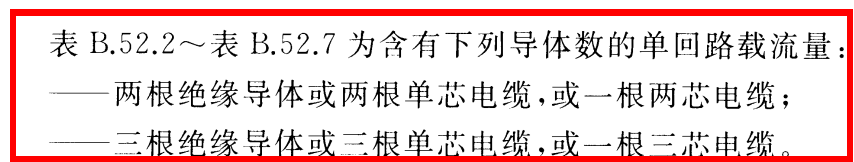 表 B.52.2～表 B.52.7 为含有下列导体数的单回路载流量：
——两根绝缘导体或两根单芯电缆,或一根两芯电缆；
——三根绝缘导体或三根单芯电缆,或一根三芯电缆。